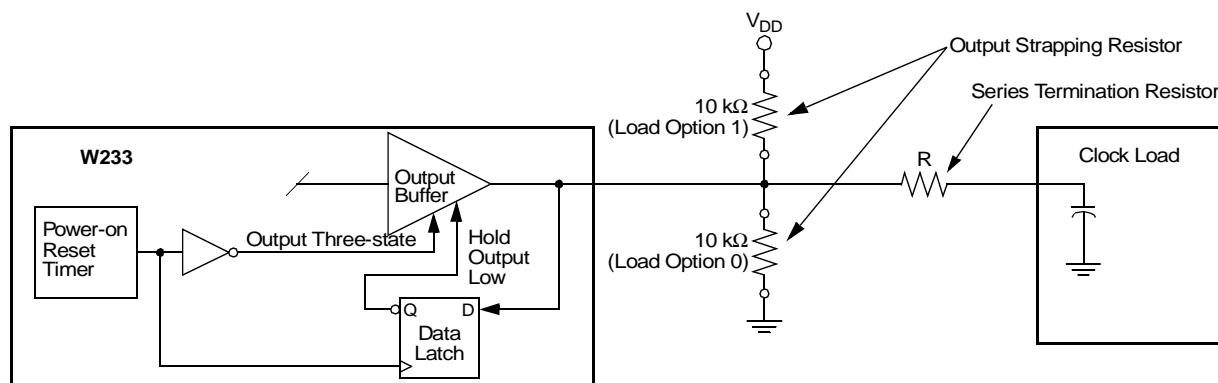 V_DD
Output Strapping Resistor
Series Termination Resistor
10 kΩ
(Load Option 1)
W233
Clock Load
R
Output
Buffer
Power-on
Reset
Timer
Output Three-state
Hold
Output
Low
10 kΩ
(Load Option 0)
Q
D
Data
Latch